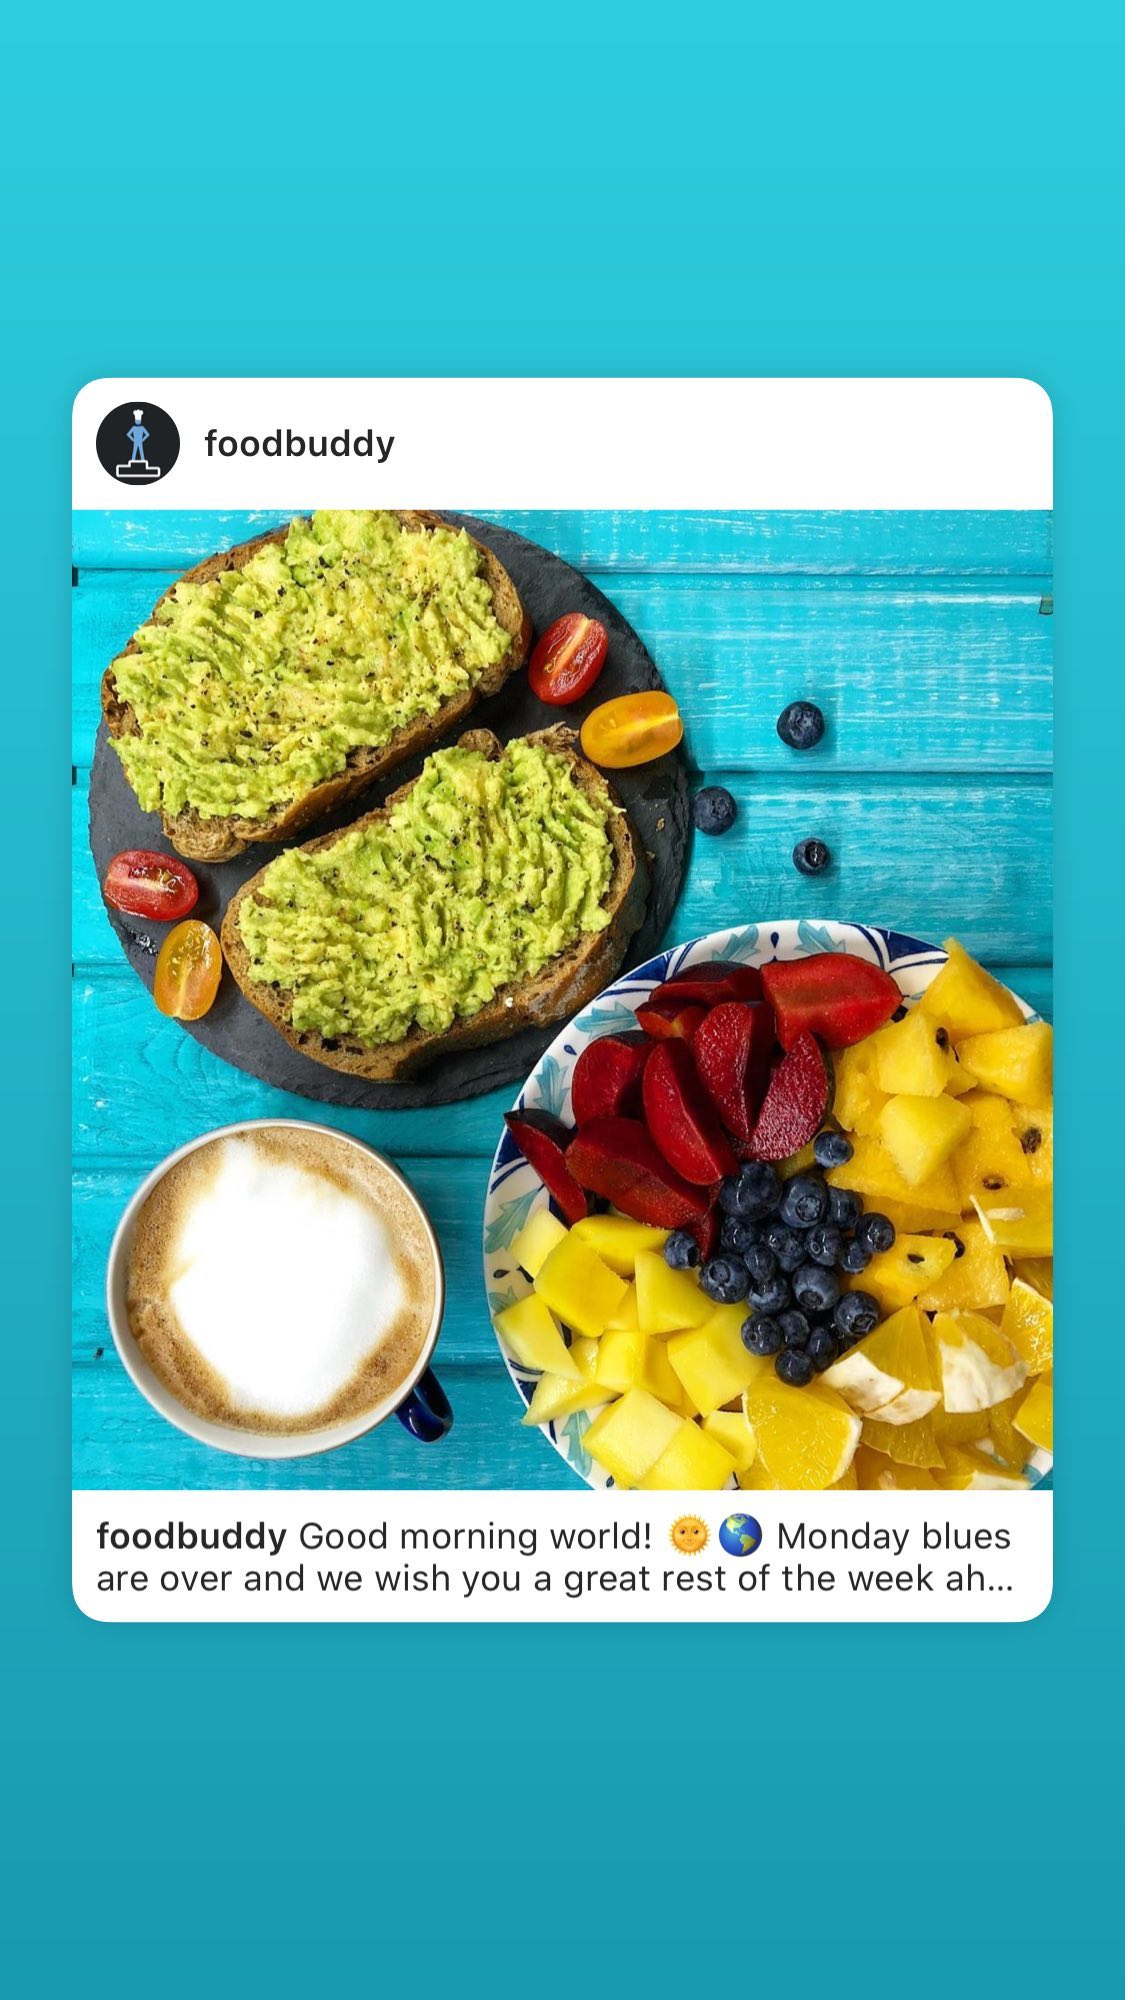 foodbuddy
foodbuddy Good morning world! 🌞🌎 Monday blues
are over and we wish you a great rest of the week ah...